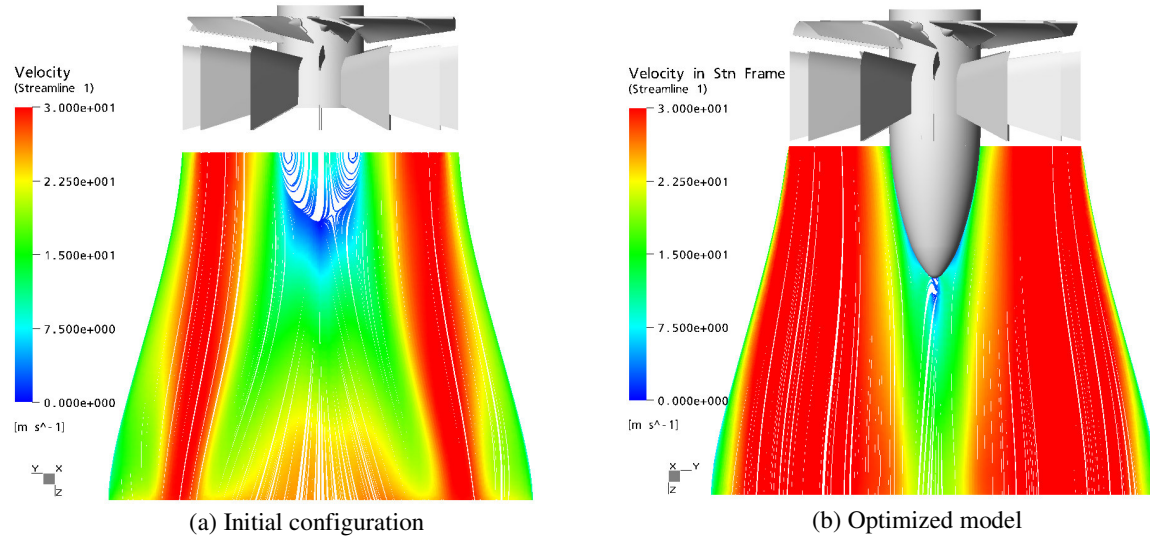 Velocity
(Streamline 1)
3.000e+001
2.250e+001
1.500e+001
7.500e+000
0.000e+000
[m s^-1]
Y X
Z
(a) Initial configuration
Velocity in Stn Frame
(Streamline 1)
3.000e+001
2.250e+001
1.500e+001
7.500e+000
0.000e+000
[m s^-1]
X Y
Z
(b) Optimized model